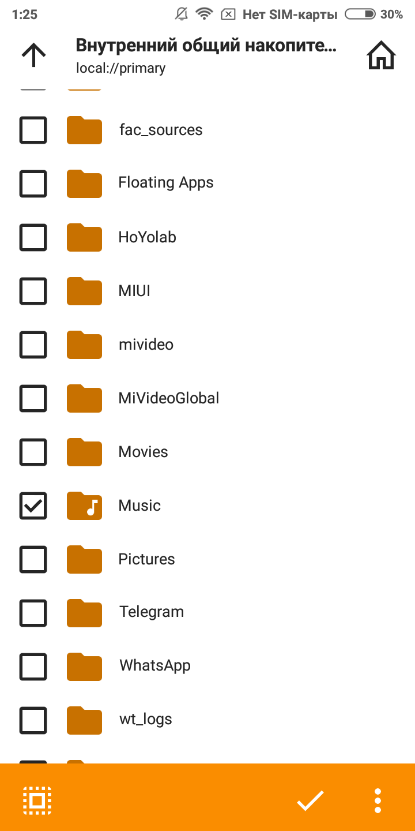 1:25 Нет SIM-карты 30%
Внутренний общий накопите...
local://primary
fac_sources
Floating Apps
HoYolab
MIUI
mivideo
MiVideoGlobal
Movies
Music
Pictures
Telegram
WhatsApp
wt_logs